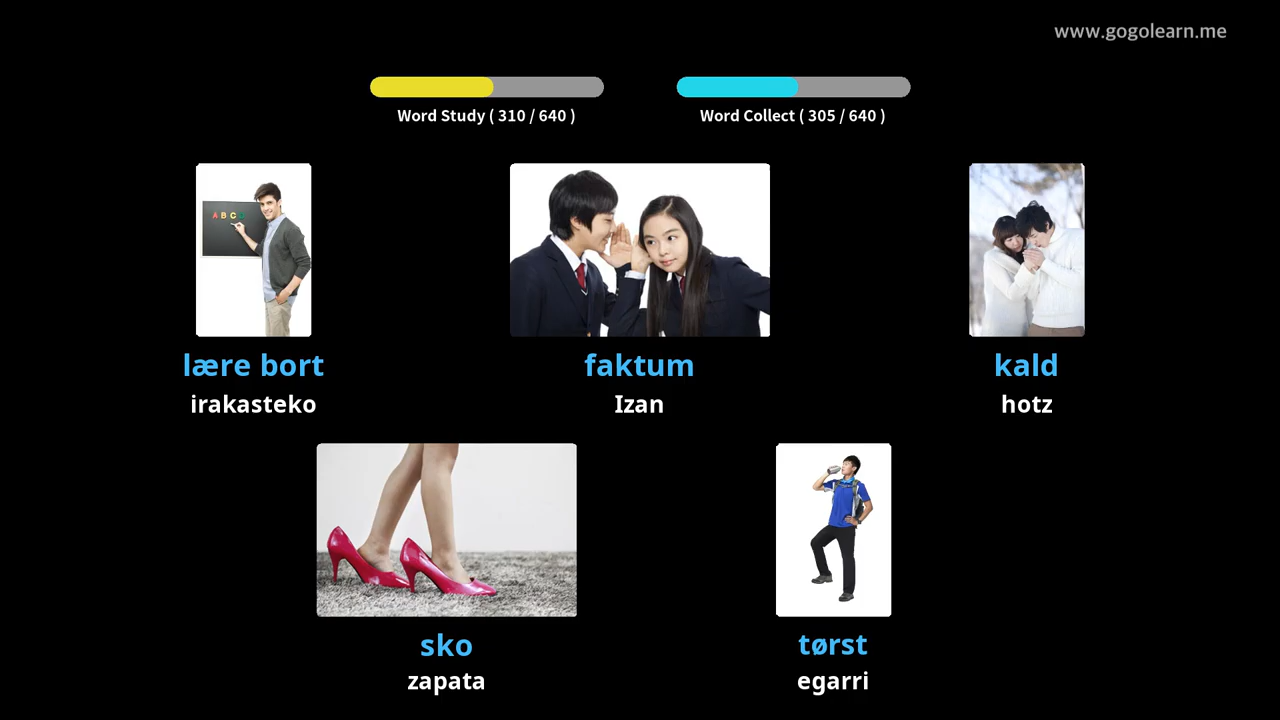 www.gogolearn.me
Word Study ( 310 / 640 )
Word Collect ( 305 / 640 )
A B C D
lære bort
irakasteko
faktum
Izan
kald
hotz
sko
zapata
tørst
egarri